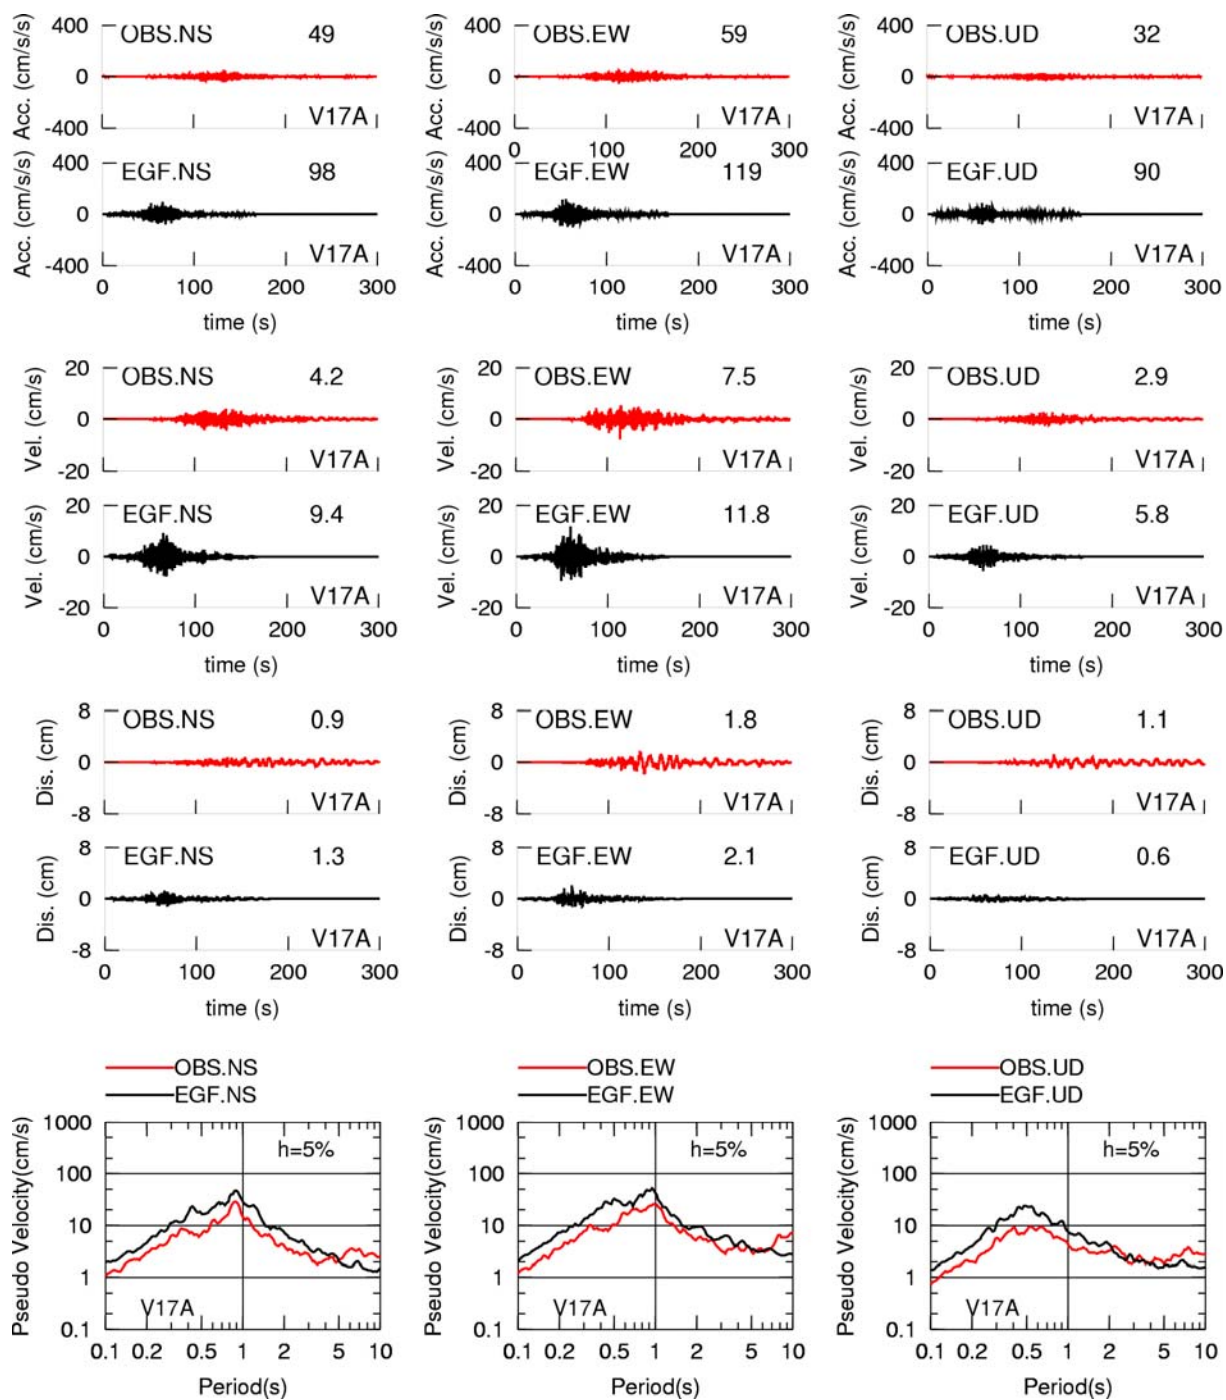 400 OBS.NS 49
0
-400 V17A
Acc. (cm/s/s)
400 EGF.NS 98
0
-400 V17A
Acc. (cm/s/s)
0 100 200 300
time (s)
400 OBS.EW 59
0
-400 V17A
Acc. (cm/s/s)
0 100 200 300
400 EGF.EW 119
0
-400 V17A
Acc. (cm/s/s)
0 100 200 300
time (s)
400 OBS.UD 32
0
-400 V17A
Acc. (cm/s/s)
400 EGF.UD 90
0
-400 V17A
Acc. (cm/s/s)
0 100 200 300
time (s)
20 OBS.NS 4.2
0
-20 V17A
Vel. (cm/s)
20 EGF.NS 9.4
0
-20 V17A
Vel. (cm/s)
0 100 200 300
time (s)
20 OBS.EW 7.5
0
-20 V17A
Vel. (cm/s)
20 EGF.EW 11.8
0
-20 V17A
Vel. (cm/s)
0 100 200 300
time (s)
20 OBS.UD 2.9
0
-20 V17A
Vel. (cm/s)
20 EGF.UD 5.8
0
-20 V17A
Vel. (cm/s)
0 100 200 300
time (s)
8 OBS.NS 0.9
0
-8 V17A
Dis. (cm)
8 EGF.NS 1.3
0
-8 V17A
Dis. (cm)
0 100 200 300
time (s)
8 OBS.EW 1.8
0
-8 V17A
Dis. (cm)
8 EGF.EW 2.1
0
-8 V17A
Dis. (cm)
0 100 200 300
time (s)
8 OBS.UD 1.1
0
-8 V17A
Dis. (cm)
8 EGF.UD 0.6
0
-8 V17A
Dis. (cm)
0 100 200 300
time (s)
OBS.NS
EGF.NS
1000
h=5%
100
10
1
V17A
0.1
Pseudo Velocity(cm/s)
0.1 0.2 0.5 1 2 5 10
Period(s)
OBS.EW
EGF.EW
1000
h=5%
100
10
1
V17A
0.1
Pseudo Velocity(cm/s)
0.1 0.2 0.5 1 2 5 10
Period(s)
OBS.UD
EGF.UD
1000
h=5%
100
10
1
V17A
0.1
Pseudo Velocity(cm/s)
0.1 0.2 0.5 1 2 5 10
Period(s)